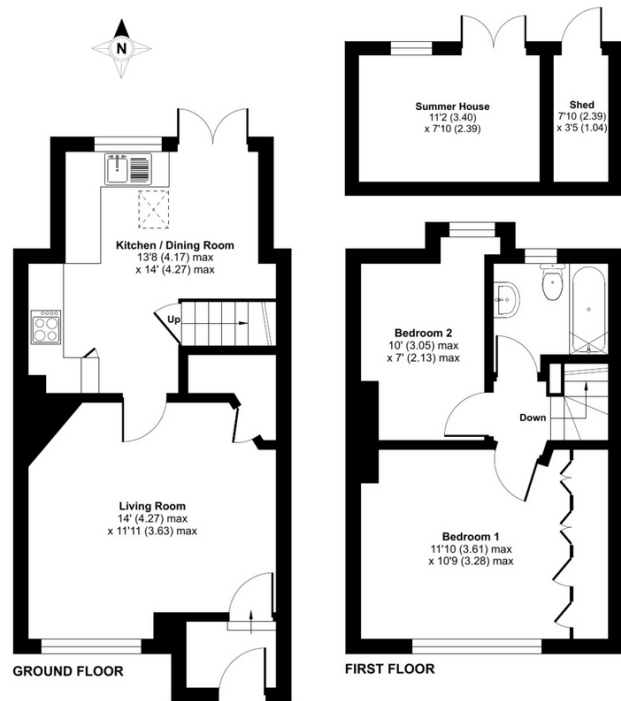 N
Kitchen / Dining Room
13'8 (4.17) max
x 14' (4.27) max
Up
Living Room
14' (4.27) max
x 11'11 (3.63) max
GROUND FLOOR
Summer House
11'2 (3.40)
x 7'10 (2.39)
Shed
7'10 (2.39)
x 3'5 (1.04)
Bedroom 2
10' (3.05) max
x 7' (2.13) max
Down
Bedroom 1
11'10 (3.61) max
x 10'9 (3.28) max
FIRST FLOOR